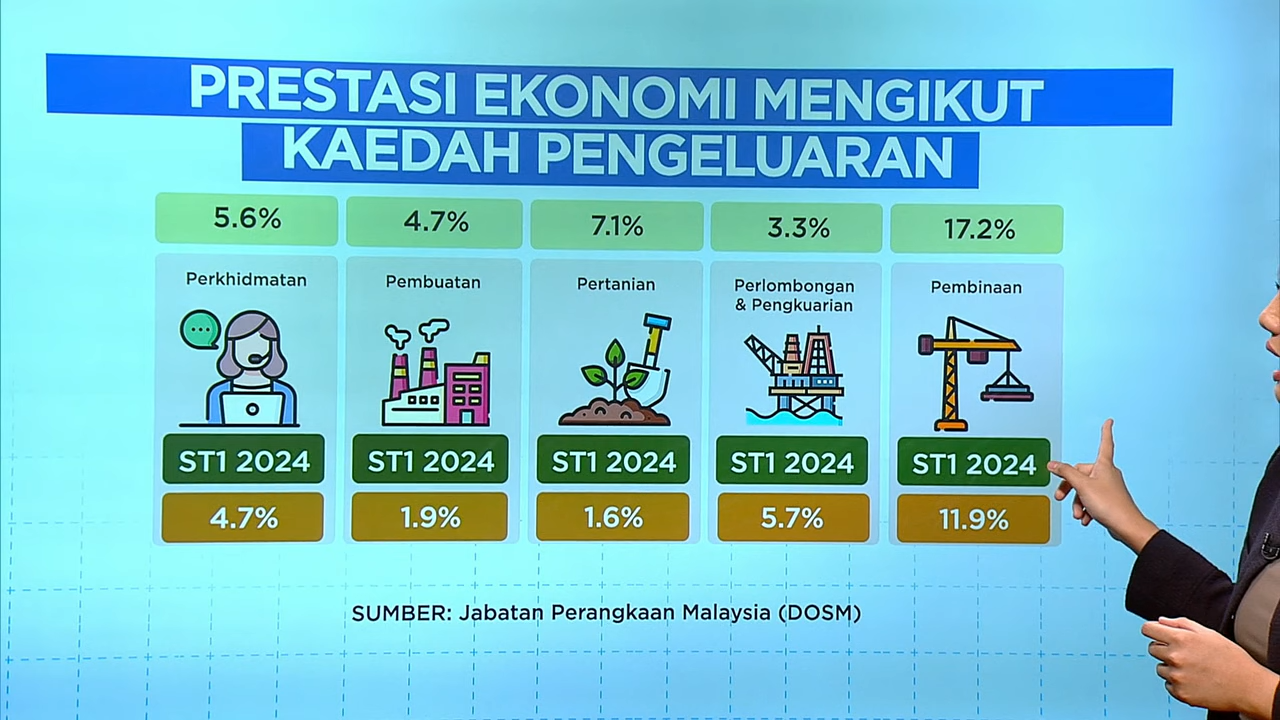 PRESTASI EKONOMI MENGIKUT
KAEDAH PENGELUARAN
5.6%
4.7%
7.1%
3.3%
17.2%
Perkhidmatan
Pembuatan
Pertanian
Perlombongan
& Pengkuarian
Pembinaan
ST1 2024
ST1 2024
ST1 2024
ST1 2024
ST1 2024
4.7%
1.9%
1.6%
5.7%
11.9%
SUMBER: Jabatan Perangkaan Malaysia (DOSM)